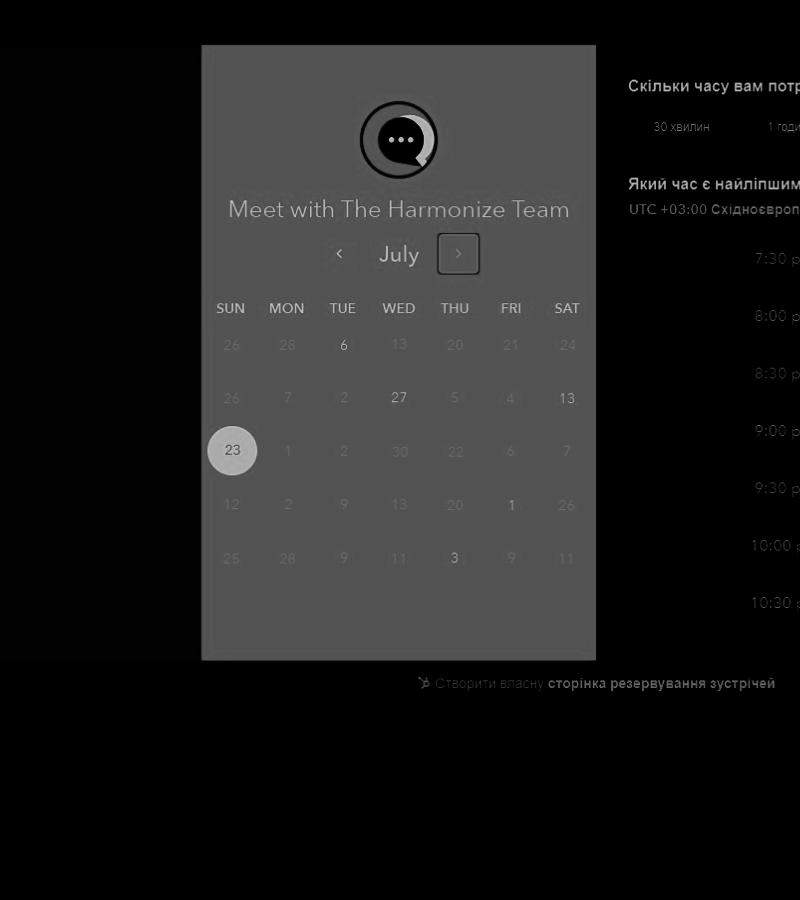 Meet with The Harmonize Team
July
SUN MON TUE WED THU FRI SAT
26 28 6 13 20 21 24
26 7 2 27 5 4 13
23 1 2 30 22 6 7
12 2 9 13 20 1 26
25 28 9 11 3 9 11
Скільки часу вам потр
30 хвилин 1 годи
Який час є найліпшим
UTC +03:00 Східноєвроп
7:30 p
8:00 p
8:30 p
9:00 p
9:30 p
10:00 p
10:30 p
Створити власну сторінка резервування зустрічей